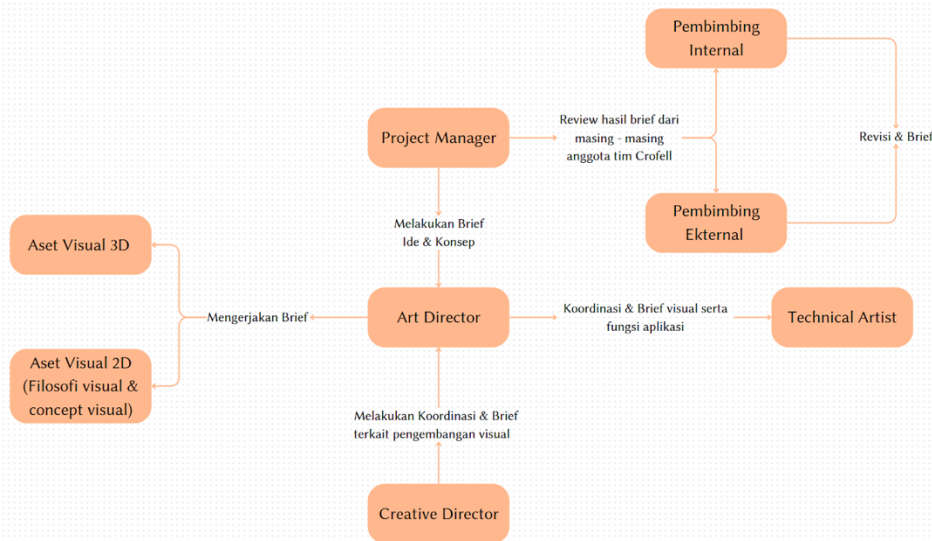 Pembimbing
Internal
Project Manager
Review hasil brief dari
masing - masing
anggota tim Crofell
Revisi & Brief
Pembimbing
Ekternal
Melakukan Brief
Ide & Konsep
Aset Visual 3D
Mengerjakan Brief
Art Director
Koordinasi & Brief visual serta
fungsi aplikasi
Technical Artist
Aset Visual 2D
(Filosofi visual &
concept visual)
Melakukan Koordinasi & Brief
terkait pengembangan visual
Creative Director